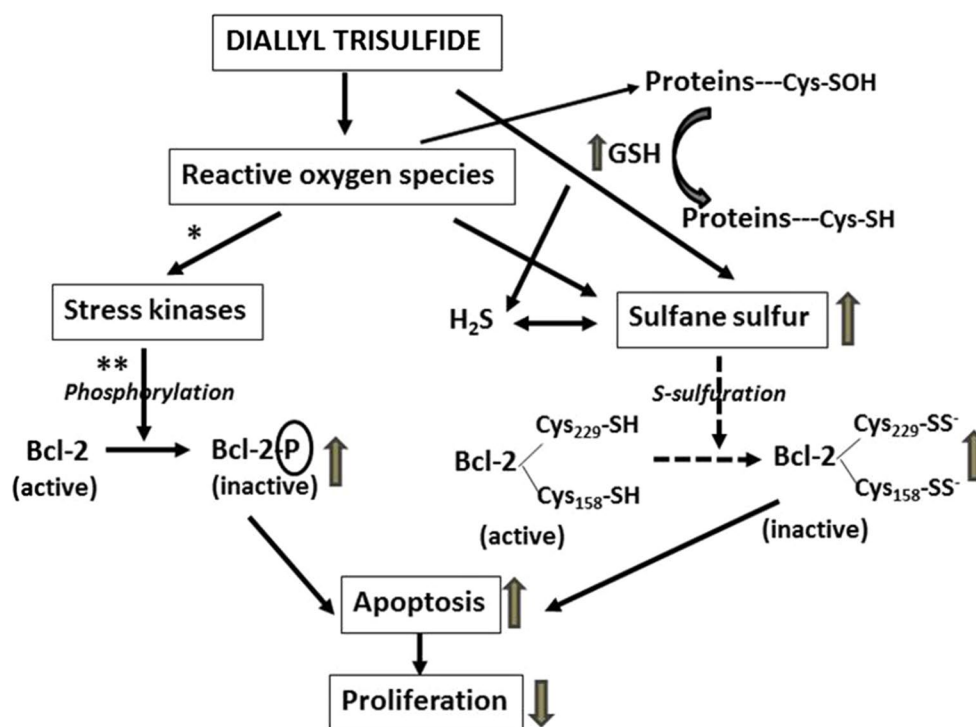 DIALLYL TRISULFIDE
Proteins---Cys-SOH
Reactive oxygen species
GSH
Proteins---Cys-SH
*
Stress kinases
H₂S
Sulfane sulfur
**
Phosphorylation
S-sulfuration
Bcl-2
(active)
Bcl-2-P
(inactive)
Cys₂₂₉-SH
Bcl-2
Cys₁₅₈-SH
(active)
Cys₂₂₉-SS⁻
Bcl-2
Cys₁₅₈-SS⁻
(inactive)
Apoptosis
Proliferation